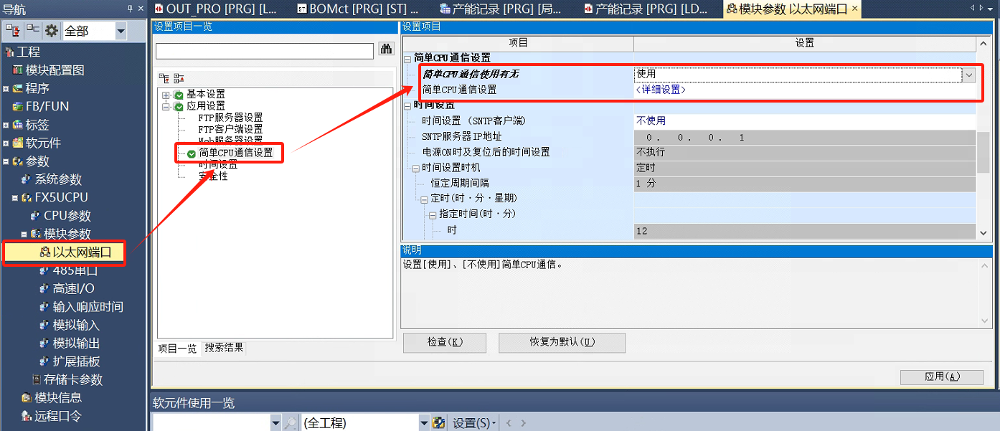 导航
OUT_PRO [PRG] [L...
BOMct [PRG] [ST] ...
产能记录 [PRG] [局...
产能记录 [PRG] [LD...
模块参数 以太网端口
全部
工程
模块配置图
程序
FB/FUN
标签
软元件
参数
系统参数
FX5UCPU
CPU参数
模块参数
以太网端口
485串口
高速I/O
输入响应时间
模拟输入
模拟输出
扩展插板
存储卡参数
模块信息
远程口令
设置项目一览
基本设置
应用设置
FTP服务器设置
FTP客户端设置
Web服务器设置
简单CPU通信设置
时间设置
安全性
项目一览
搜索结果
设置项目
项目 设置
简单CPU通信设置
简单CPU通信使用有无 使用
简单CPU通信设置 <详细设置>
时间设置
时间设置 (SNTP客户端) 不使用
SNTP服务器IP地址 0. 0. 0. 1
电源ON时及复位后的时间设置 不执行
时间设置时机 定时
恒定周期间隔 1 分
定时(时·分·星期)
指定时间(时·分)
时 12
说明
设置[使用]、[不使用]简单CPU通信。
检查(K)
恢复为默认(U)
应用(A)
软元件使用一览
(全工程)
设置(S)